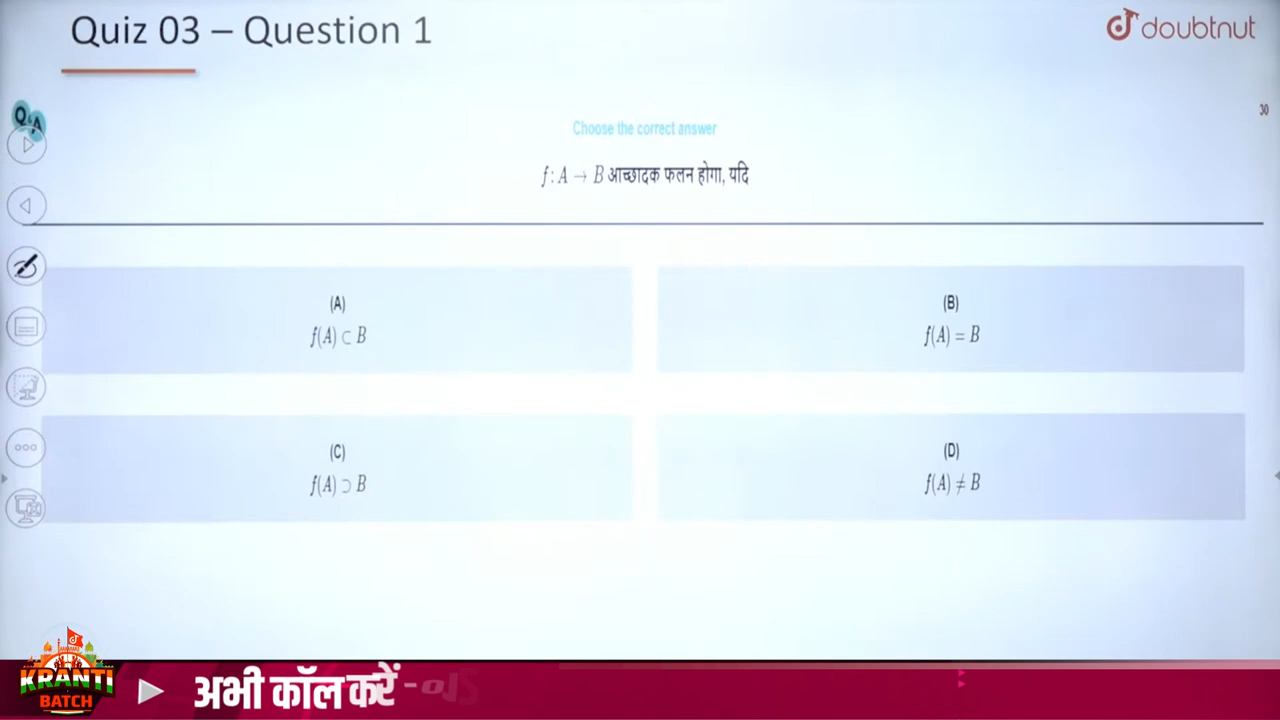 Quiz 03 – Question 1
doubtnut
Q&A
30
Choose the correct answer
f : A → B आच्छादक फलन होगा, यदि
(A)
f(A) ⊂ B
(B)
f(A) = B
(C)
f(A) ⊃ B
(D)
f(A) ≠ B
KRANTI
BATCH
अभी कॉल करें -